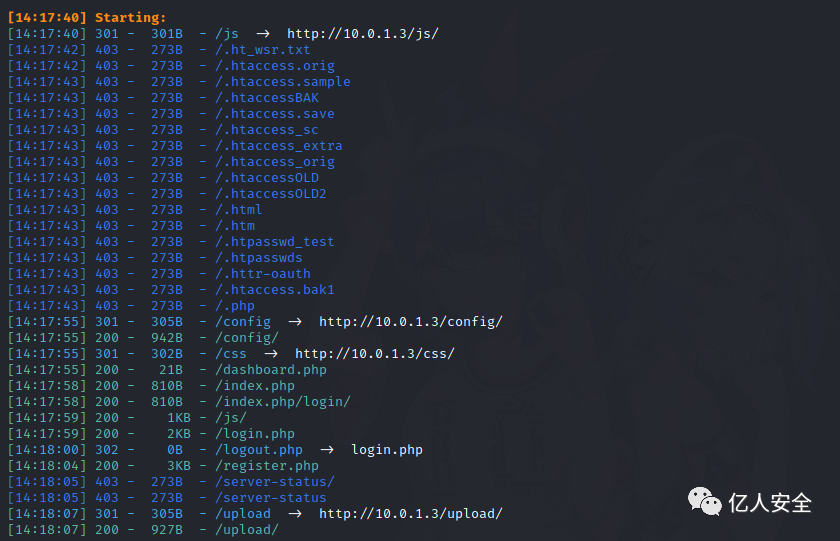 [14:17:40] Starting:
[14:17:40] 301 -  301B  - /js  →  http://10.0.1.3/js/
[14:17:42] 403 -  273B  - /.ht_wsr.txt
[14:17:42] 403 -  273B  - /.htaccess.orig
[14:17:43] 403 -  273B  - /.htaccess.sample
[14:17:43] 403 -  273B  - /.htaccessBAK
[14:17:43] 403 -  273B  - /.htaccess.save
[14:17:43] 403 -  273B  - /.htaccess_sc
[14:17:43] 403 -  273B  - /.htaccess_extra
[14:17:43] 403 -  273B  - /.htaccess_orig
[14:17:43] 403 -  273B  - /.htaccessOLD
[14:17:43] 403 -  273B  - /.htaccessOLD2
[14:17:43] 403 -  273B  - /.html
[14:17:43] 403 -  273B  - /.htm
[14:17:43] 403 -  273B  - /.htpasswd_test
[14:17:43] 403 -  273B  - /.htpasswds
[14:17:43] 403 -  273B  - /.httr-oauth
[14:17:43] 403 -  273B  - /.htaccess.bak1
[14:17:43] 403 -  273B  - /.php
[14:17:55] 301 -  305B  - /config  →  http://10.0.1.3/config/
[14:17:55] 200 -  942B  - /config/
[14:17:55] 301 -  302B  - /css  →  http://10.0.1.3/css/
[14:17:55] 200 -   21B  - /dashboard.php
[14:17:58] 200 -  810B  - /index.php
[14:17:58] 200 -  810B  - /index.php/login/
[14:17:59] 200 -    1KB - /js/
[14:17:59] 200 -    2KB - /login.php
[14:18:00] 302 -    0B  - /logout.php  →  login.php
[14:18:04] 200 -    3KB - /register.php
[14:18:05] 403 -  273B  - /server-status/
[14:18:05] 403 -  273B  - /server-status
[14:18:07] 301 -  305B  - /upload  →  http://10.0.1.3/upload/
[14:18:07] 200 -  927B  - /upload/
亿人安全